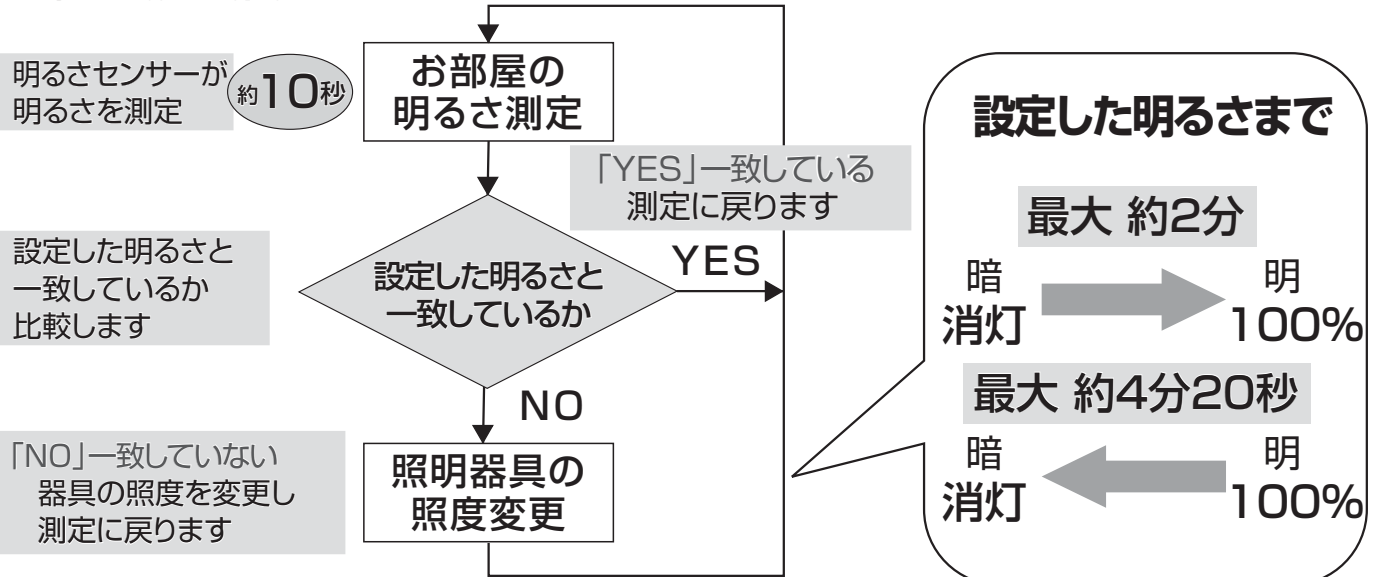 明るさセンサーが
明るさを測定
約10秒
お部屋の
明るさ測定
「YES」一致している
測定に戻ります
設定した明るさと
一致しているか
比較します
設定した明るさと
一致しているか
YES
NO
「NO」一致していない
器具の照度を変更し
測定に戻ります
照明器具の
照度変更
設定した明るさまで
最大 約2分
暗
消灯
明
100%
最大 約4分20秒
暗
消灯
明
100%